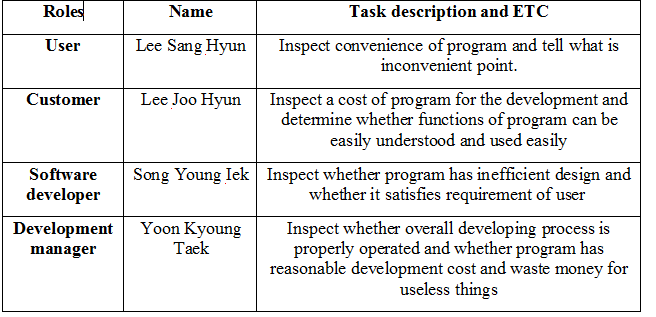 Roles Name Task description and ETC
User Lee Sang Hyun Inspect convenience of program and tell what is
inconvenient point.
Customer Lee Joo Hyun Inspect a cost of program for the development and
determine whether functions of program can be
easily understood and used easily
Software Song Young Iek Inspect whether program has inefficient design and
developer whether it satisfies requirement of user
Development Yoon Kyoung Inspect whether overall developing process is
manager Taek properly operated and whether program has
reasonable development cost and waste money for
useless things